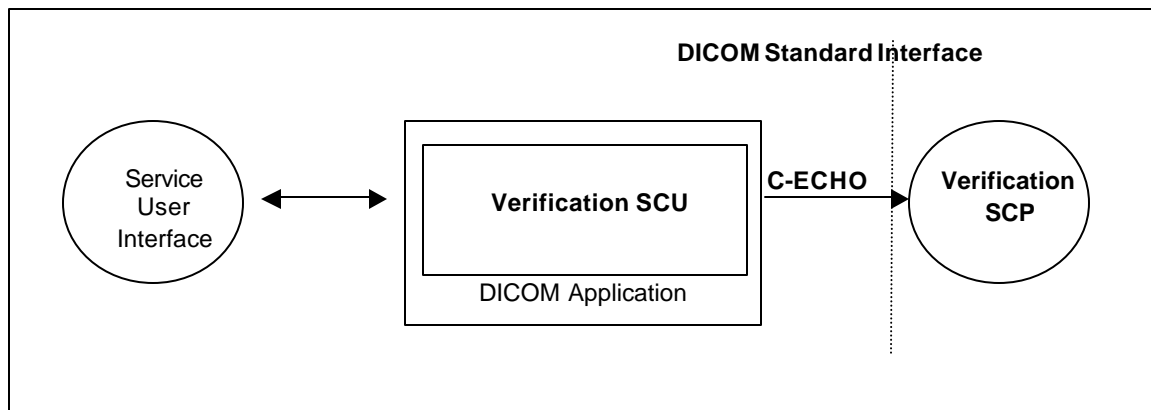 DICOM Standard Interface
Service
User
Interface
Verification SCU
DICOM Application
C-ECHO
Verification
SCP